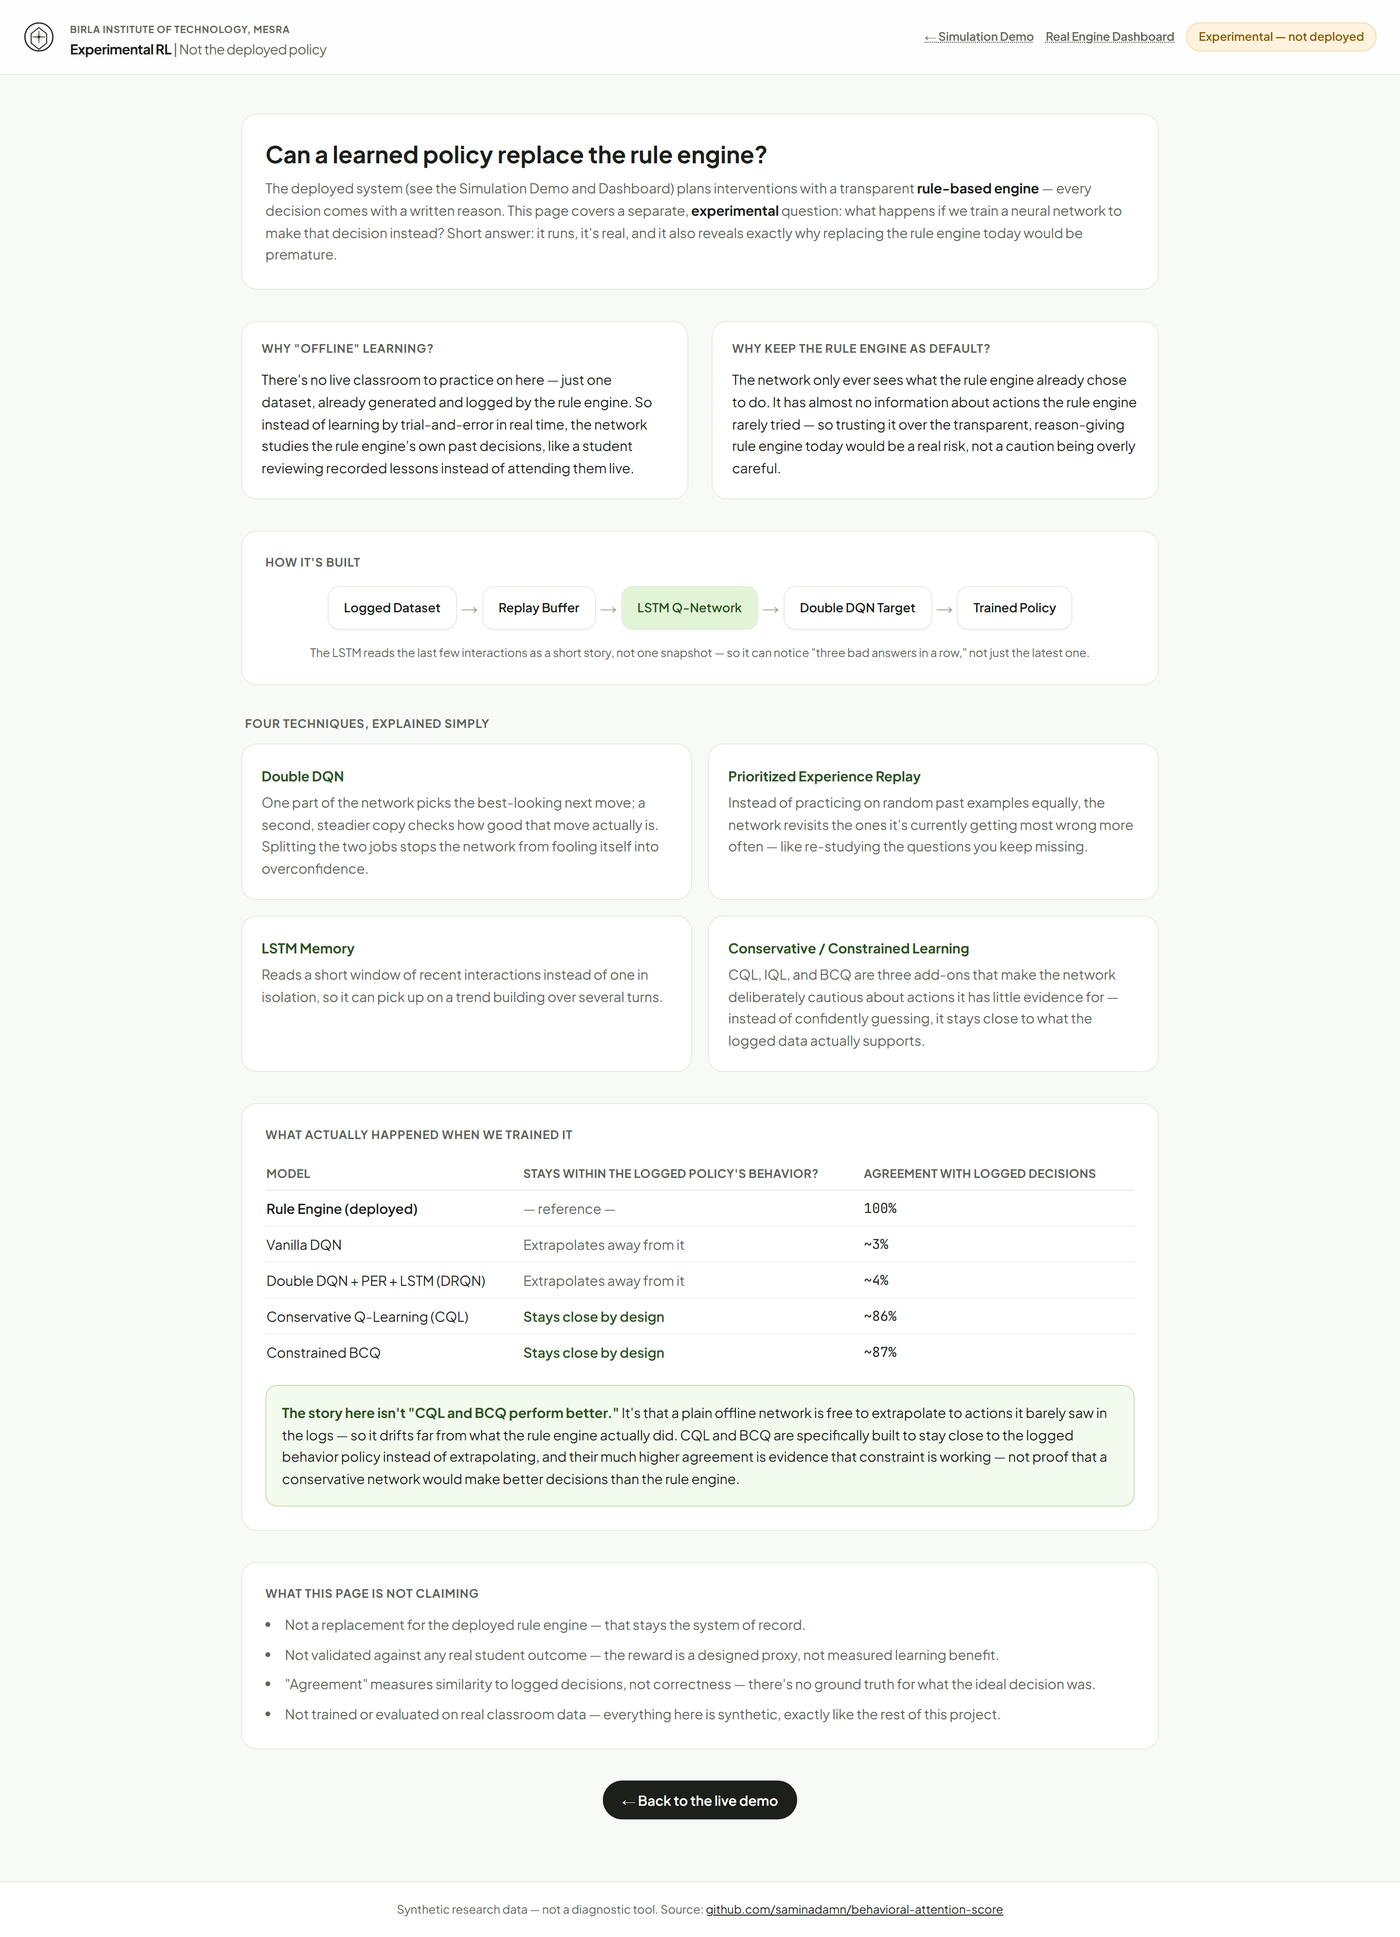 BIRLA INSTITUTE OF TECHNOLOGY, MESRA
Experimental RL | Not the deployed policy
← Simulation Demo
Real Engine Dashboard
Experimental — not deployed
Can a learned policy replace the rule engine?
The deployed system (see the Simulation Demo and Dashboard) plans interventions with a transparent rule-based engine — every
decision comes with a written reason. This page covers a separate, experimental question: what happens if we train a neural network to
make that decision instead? Short answer: it runs, it's real, and it also reveals exactly why replacing the rule engine today would be
premature.
WHY "OFFLINE" LEARNING?
There's no live classroom to practice on here — just one
dataset, already generated and logged by the rule engine. So
instead of learning by trial-and-error in real time, the network
studies the rule engine's own past decisions, like a student
reviewing recorded lessons instead of attending them live.
WHY KEEP THE RULE ENGINE AS DEFAULT?
The network only ever sees what the rule engine already chose
to do. It has almost no information about actions the rule engine
rarely tried — so trusting it over the transparent, reason-giving
rule engine today would be a real risk, not a caution being overly
careful.
HOW IT'S BUILT
Logged Dataset → Replay Buffer → LSTM Q-Network → Double DQN Target → Trained Policy
The LSTM reads the last few interactions as a short story, not one snapshot — so it can notice "three bad answers in a row," not just the latest one.
FOUR TECHNIQUES, EXPLAINED SIMPLY
Double DQN
One part of the network picks the best-looking next move; a
second, steadier copy checks how good that move actually is.
Splitting the two jobs stops the network from fooling itself into
overconfidence.
Prioritized Experience Replay
Instead of practicing on random past examples equally, the
network revisits the ones it's currently getting most wrong more
often — like re-studying the questions you keep missing.
LSTM Memory
Reads a short window of recent interactions instead of one in
isolation, so it can pick up on a trend building over several turns.
Conservative / Constrained Learning
CQL, IQL, and BCQ are three add-ons that make the network
deliberately cautious about actions it has little evidence for —
instead of confidently guessing, it stays close to what the
logged data actually supports.
WHAT ACTUALLY HAPPENED WHEN WE TRAINED IT
MODEL STAYS WITHIN THE LOGGED POLICY'S BEHAVIOR? AGREEMENT WITH LOGGED DECISIONS
Rule Engine (deployed) — reference — 100%
Vanilla DQN Extrapolates away from it ~3%
Double DQN + PER + LSTM (DRQN) Extrapolates away from it ~4%
Conservative Q-Learning (CQL) Stays close by design ~86%
Constrained BCQ Stays close by design ~87%
The story here isn't "CQL and BCQ perform better." It's that a plain offline network is free to extrapolate to actions it barely saw in
the logs — so it drifts far from what the rule engine actually did. CQL and BCQ are specifically built to stay close to the logged
behavior policy instead of extrapolating, and their much higher agreement is evidence that constraint is working — not proof that a
conservative network would make better decisions than the rule engine.
WHAT THIS PAGE IS NOT CLAIMING
• Not a replacement for the deployed rule engine — that stays the system of record.
• Not validated against any real student outcome — the reward is a designed proxy, not measured learning benefit.
• "Agreement" measures similarity to logged decisions, not correctness — there's no ground truth for what the ideal decision was.
• Not trained or evaluated on real classroom data — everything here is synthetic, exactly like the rest of this project.
← Back to the live demo
Synthetic research data — not a diagnostic tool. Source: github.com/saminadamn/behavioral-attention-score